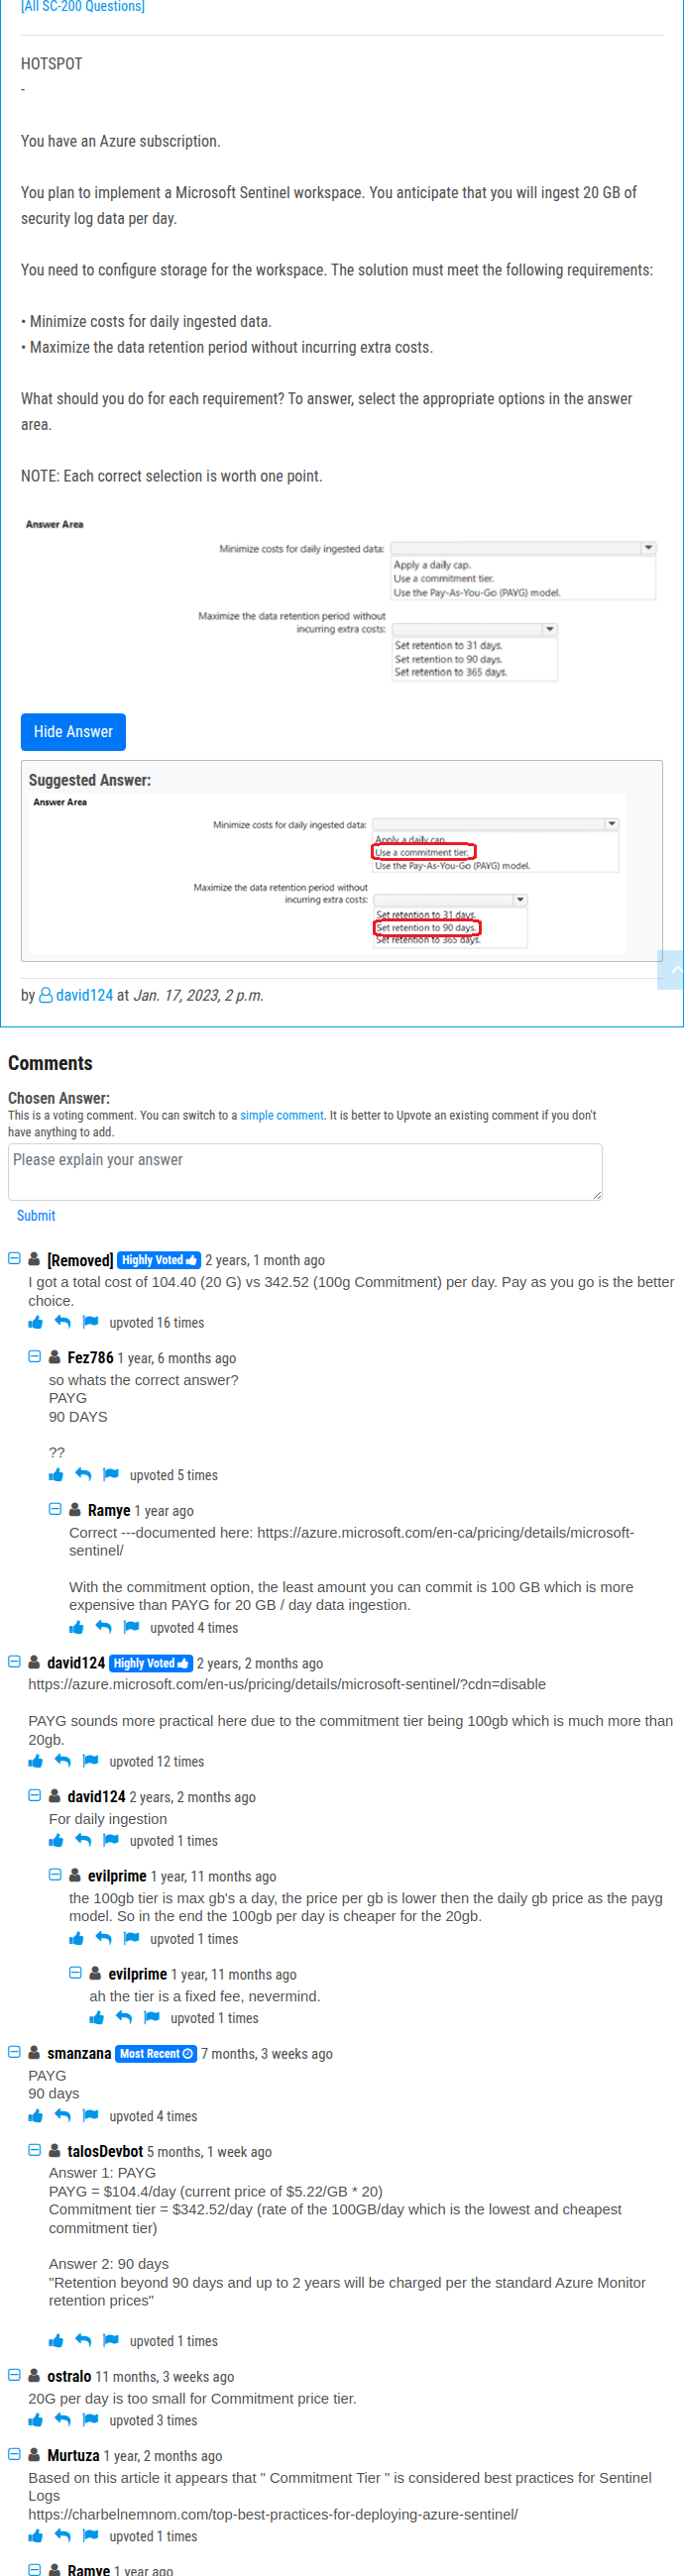 [All SC-200 Questions]
HOTSPOT
-
You have an Azure subscription.
You plan to implement a Microsoft Sentinel workspace. You anticipate that you will ingest 20 GB of
security log data per day.
You need to configure storage for the workspace. The solution must meet the following requirements:
• Minimize costs for daily ingested data.
• Maximize the data retention period without incurring extra costs.
What should you do for each requirement? To answer, select the appropriate options in the answer
area.
NOTE: Each correct selection is worth one point.
Answer Area
Minimize costs for daily ingested data:
Apply a daily cap.
Use a commitment tier.
Use the Pay-As-You-Go (PAYG) model.
Maximize the data retention period without
incurring extra costs:
Set retention to 31 days.
Set retention to 90 days.
Set retention to 365 days.
Hide Answer
Suggested Answer:
Answer Area
Minimize costs for daily ingested data:
Apply a daily cap.
Use a commitment tier.
Use the Pay-As-You-Go (PAYG) model.
Maximize the data retention period without
incurring extra costs:
Set retention to 31 days.
Set retention to 90 days.
Set retention to 365 days.
by david124 at Jan. 17, 2023, 2 p.m.
Comments
Chosen Answer:
This is a voting comment. You can switch to a simple comment. It is better to Upvote an existing comment if you don't
have anything to add.
Please explain your answer
Submit
[Removed] Highly Voted 2 years, 1 month ago
I got a total cost of 104.40 (20 G) vs 342.52 (100g Commitment) per day. Pay as you go is the better
choice.
upvoted 16 times
Fez786 1 year, 6 months ago
so whats the correct answer?
PAYG
90 DAYS
??
upvoted 5 times
Ramye 1 year ago
Correct ---documented here: https://azure.microsoft.com/en-ca/pricing/details/microsoft-
sentinel/
With the commitment option, the least amount you can commit is 100 GB which is more
expensive than PAYG for 20 GB / day data ingestion.
upvoted 4 times
david124 Highly Voted 2 years, 2 months ago
https://azure.microsoft.com/en-us/pricing/details/microsoft-sentinel/?cdn=disable
PAYG sounds more practical here due to the commitment tier being 100gb which is much more than
20gb.
upvoted 12 times
david124 2 years, 2 months ago
For daily ingestion
upvoted 1 times
evilprime 1 year, 11 months ago
the 100gb tier is max gb's a day, the price per gb is lower then the daily gb price as the payg
model. So in the end the 100gb per day is cheaper for the 20gb.
upvoted 1 times
evilprime 1 year, 11 months ago
ah the tier is a fixed fee, nevermind.
upvoted 1 times
smanzana Most Recent 7 months, 3 weeks ago
PAYG
90 days
upvoted 4 times
talosDevbot 5 months, 1 week ago
Answer 1: PAYG
PAYG = $104.4/day (current price of $5.22/GB * 20)
Commitment tier = $342.52/day (rate of the 100GB/day which is the lowest and cheapest
commitment tier)
Answer 2: 90 days
"Retention beyond 90 days and up to 2 years will be charged per the standard Azure Monitor
retention prices"
upvoted 1 times
ostralo 11 months, 3 weeks ago
20G per day is too small for Commitment price tier.
upvoted 3 times
Murtuza 1 year, 2 months ago
Based on this article it appears that " Commitment Tier " is considered best practices for Sentinel
Logs
https://charbelnemnom.com/top-best-practices-for-deploying-azure-sentinel/
upvoted 1 times
Ramye 1 year ago